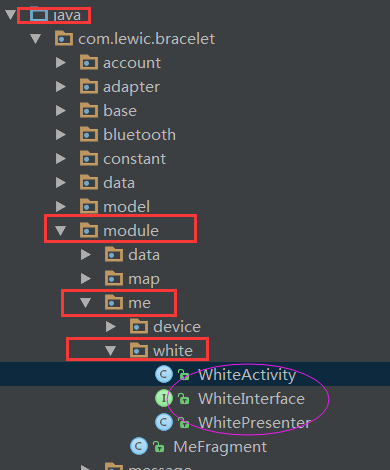 java
com.lewic.bracelet
account
adapter
base
bluetooth
constant
data
model
module
data
map
me
device
white
C WhiteActivity
I WhiteInterface
C WhitePresenter
C MeFragment
message